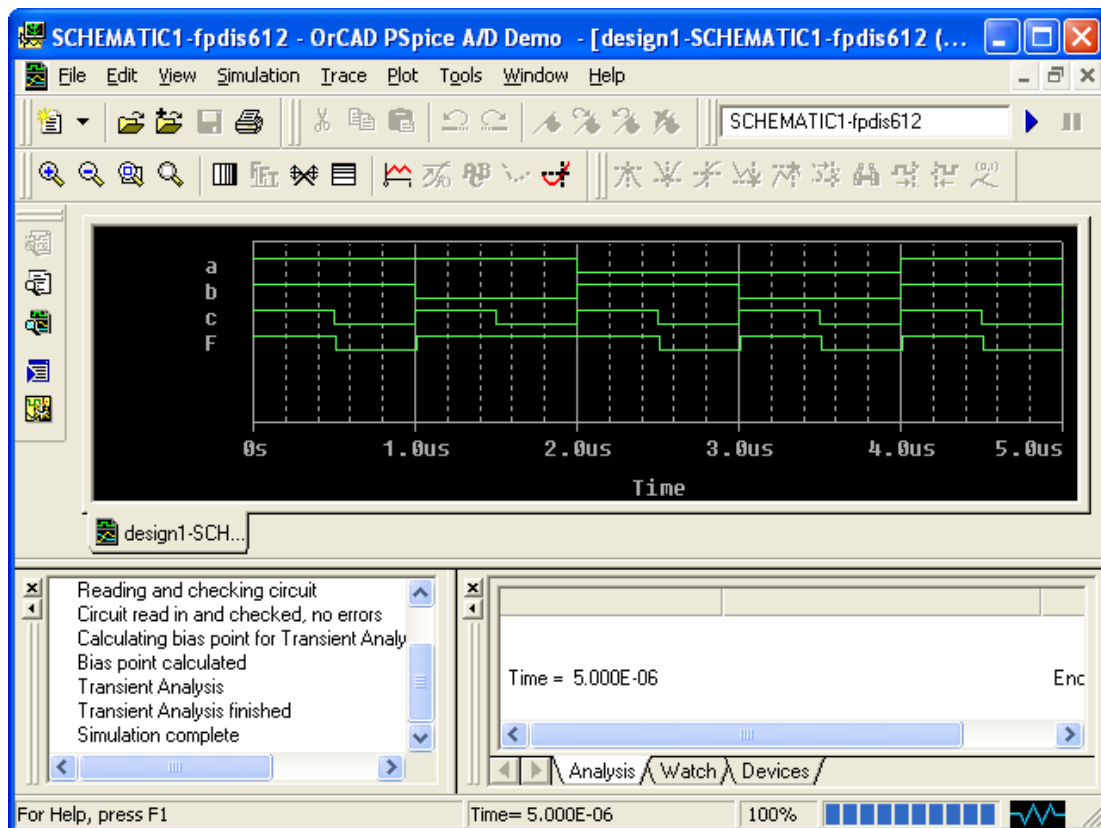 SCHEMATIC1-fpdis612 - OrCAD PSpice A/D Demo - [design1-SCHEMATIC1-fpdis612 (...
File Edit View Simulation Trace Plot Tools Window Help
SCHEMATIC1-fpdis612
a
b
c
F
0s 1.0us 2.0us 3.0us 4.0us 5.0us
Time
design1-SCH...
Reading and checking circuit
Circuit read in and checked, no errors
Calculating bias point for Transient Analy
Bias point calculated
Transient Analysis
Transient Analysis finished
Simulation complete
Time = 5.000E-06 End
Analysis Watch Devices
For Help, press F1 Time= 5.000E-06 100%